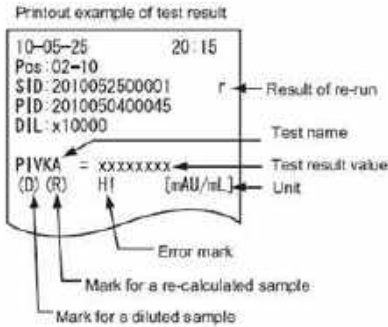 Printout example of test result
10-05-25 20:15
Pos:02-10
SID:2010052500001 r Result of re-run
PID:2010050400045
DIL:x10000
Test name
PIVKA = xxxxxxxx Test result value
(D) (R) HI [mAU/mL] Unit
Error mark
Mark for a re-calculated sample
Mark for a diluted sample